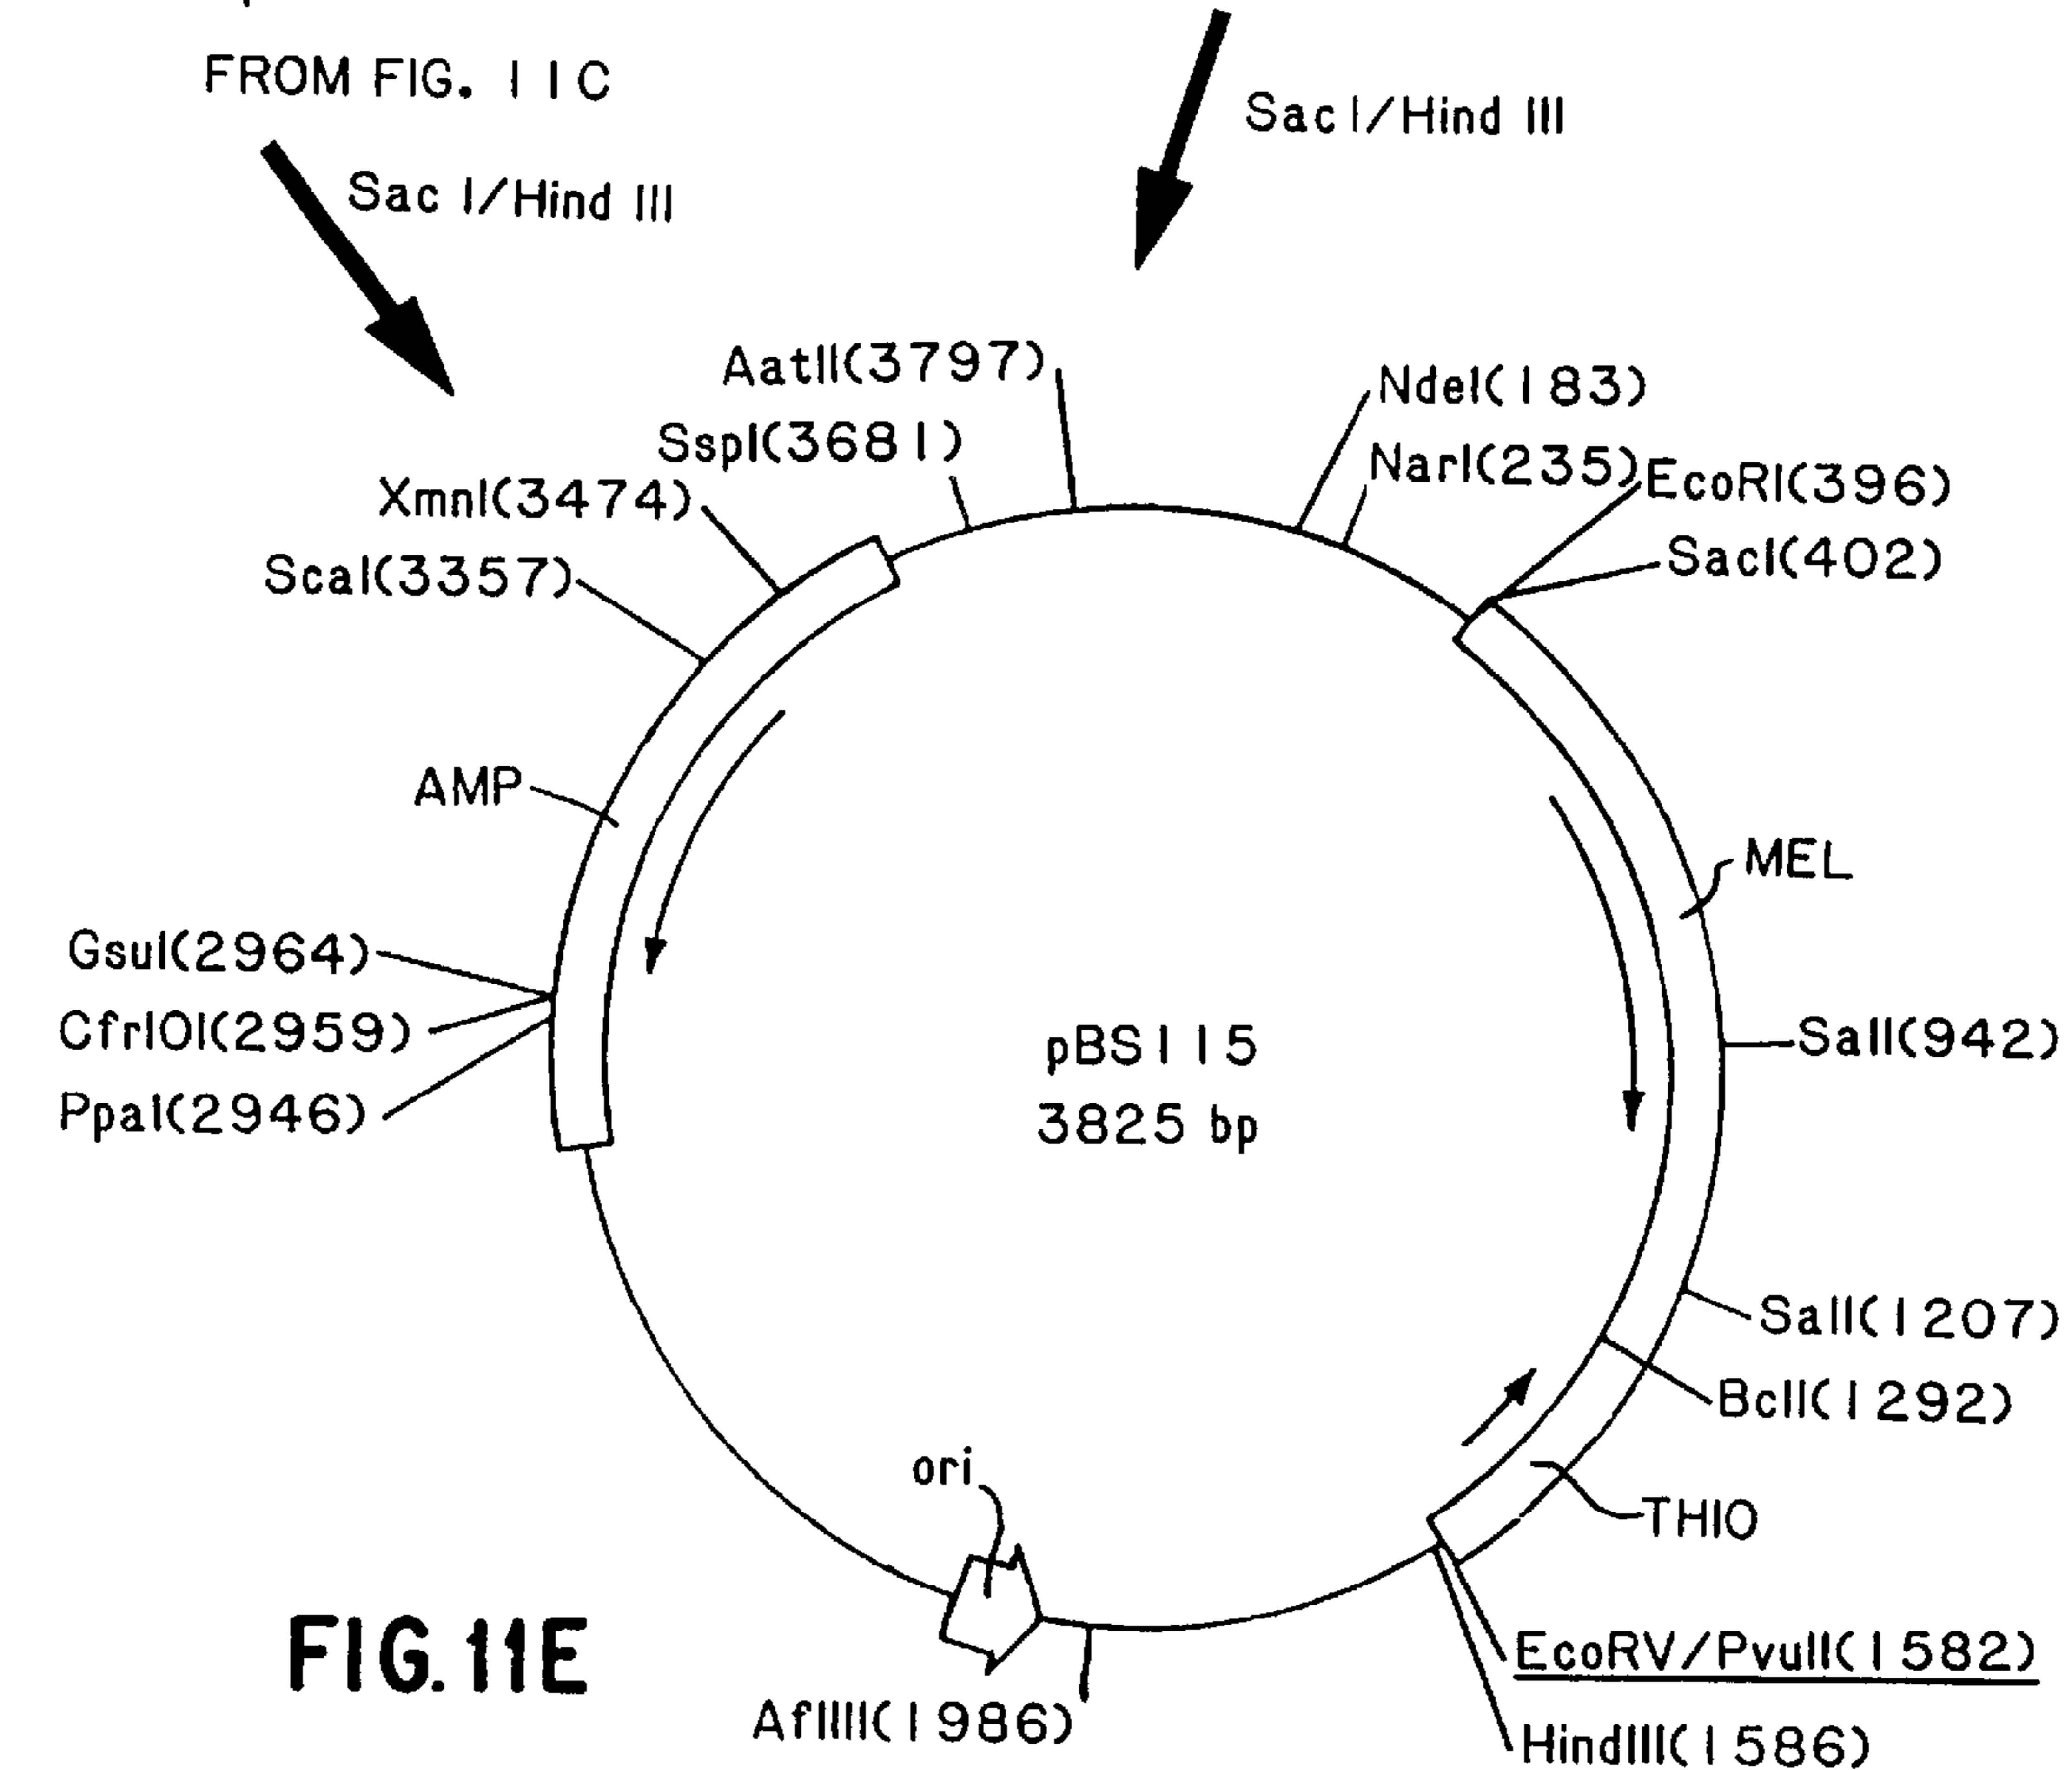 FROM FIG. 11C
Sac I/Hind III
Sac I/Hind III
AatII(3797)
SspI(3681)
XmnI(3474)
ScaI(3357)
NdeI(183)
NarI(235)
EcoRI(396)
SacI(402)
AMP
MEL
GsuI(2964)
Cfr10I(2959)
PpaI(2946)
pBS115
3825 bp
SalI(942)
SalI(1207)
BclI(1292)
ori
THIO
EcoRV/PvuII(1582)
HindIII(1586)
AflIII(1986)
FIG.11E